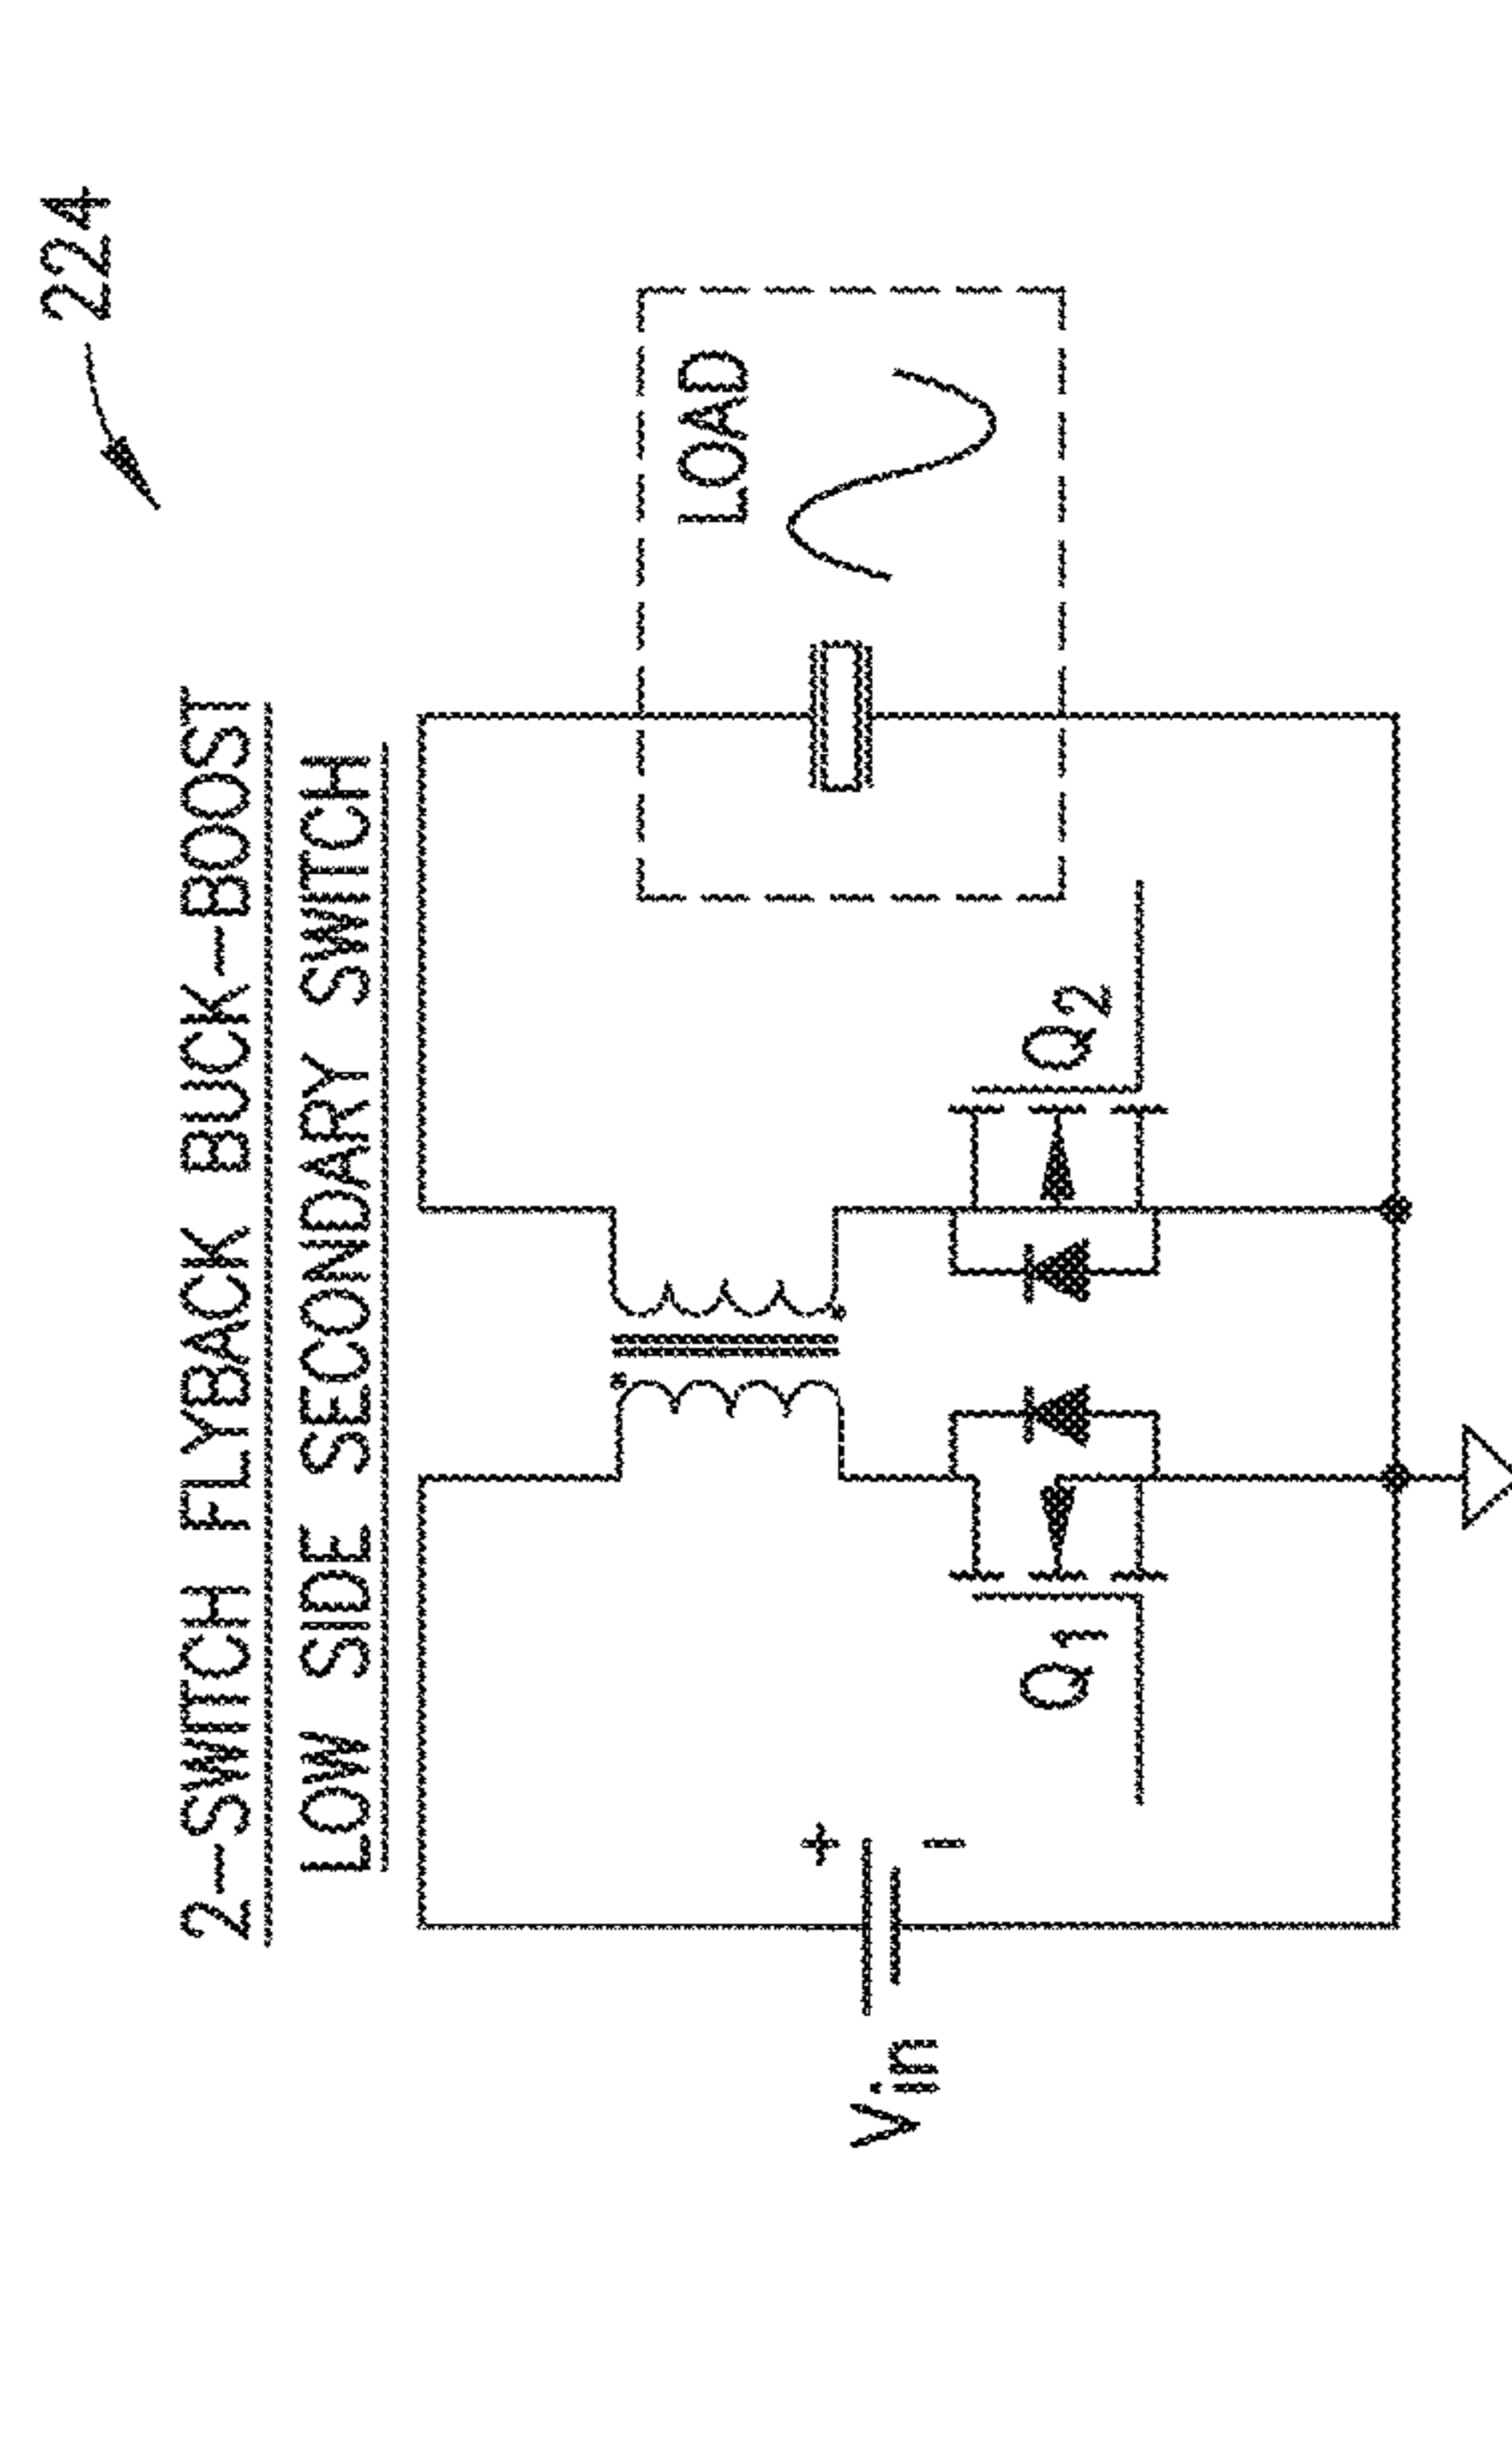 224
2-SWITCH FLYBACK BUCK-BOOST
LOW SIDE SECONDARY SWITCH
LOAD
Vin
+
-
Q1
Q2